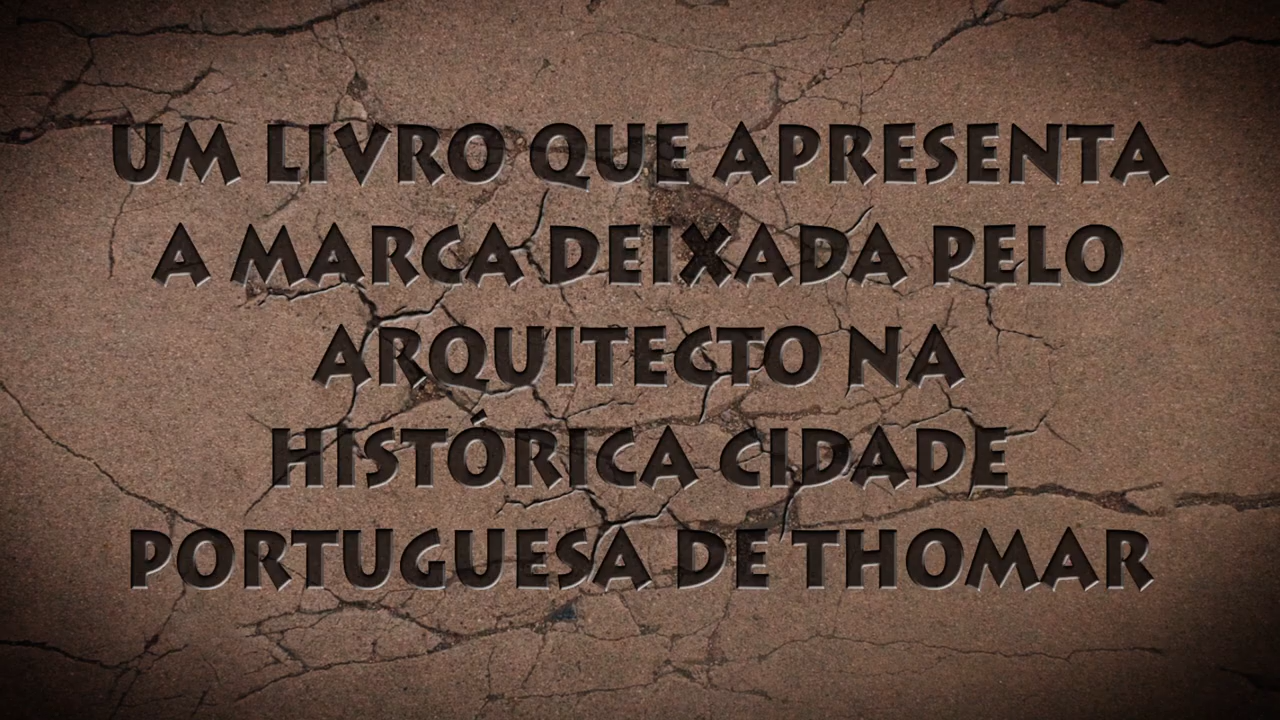 UM LIVRO QUE APRESENTA
A MARCA DEIXADA PELO
ARQUITECTO NA
HISTÓRICA CIDADE
PORTUGUESA DE THOMAR